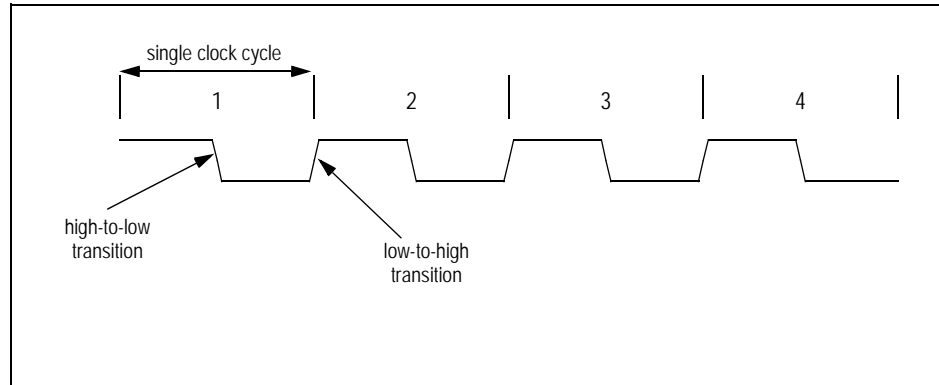 single clock cycle
1 2 3 4
high-to-low
transition
low-to-high
transition